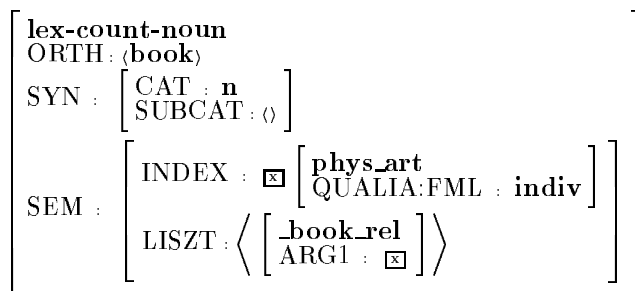 lex-count-noun
ORTH : ⟨book⟩
SYN : [ CAT : n
SUBCAT : ⟨⟩ ]
SEM : [ INDEX : x [ phys_art
QUALIA:FML : indiv ]
LISZT : ⟨ [ _book_rel
ARG1 : x ] ⟩ ]